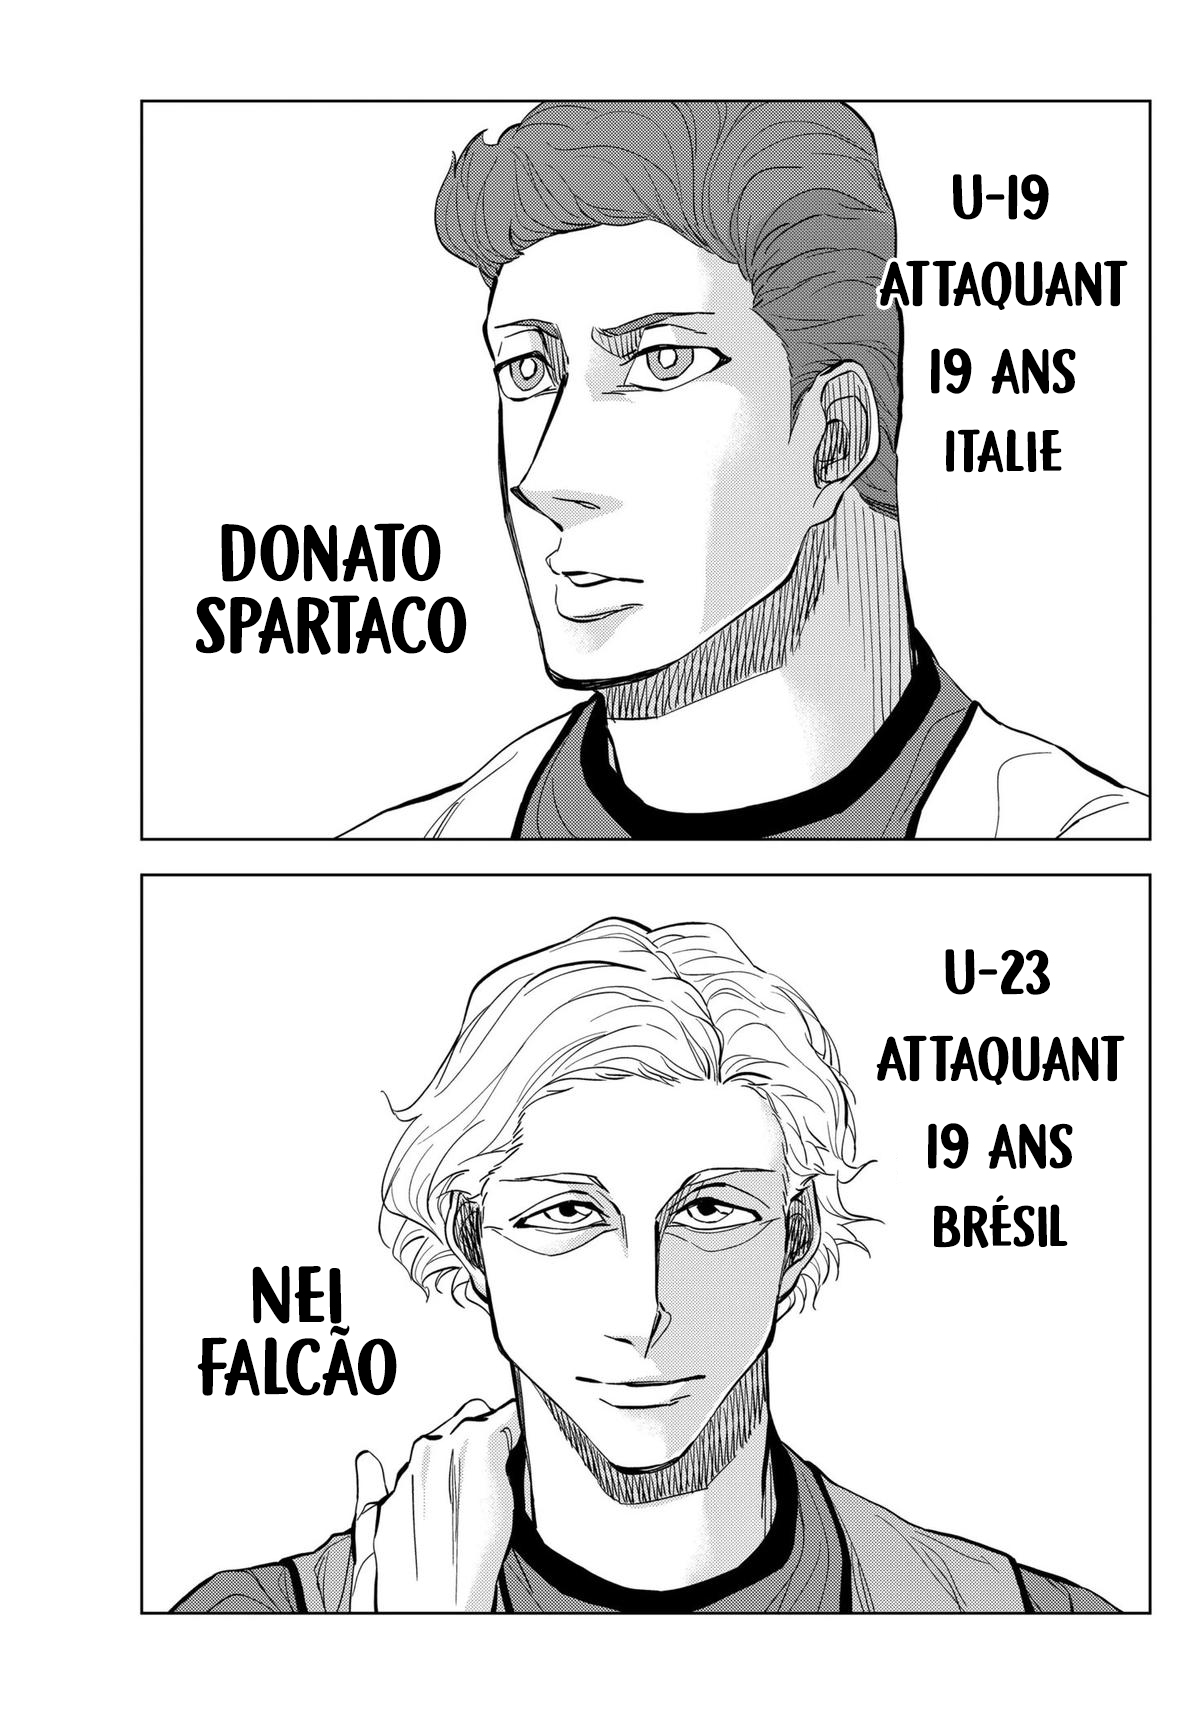 U-19
ATTAQUANT
19 ANS
ITALIE
DONATO
SPARTACO
U-23
ATTAQUANT
19 ANS
BRÉSIL
NEI
FALCÃO